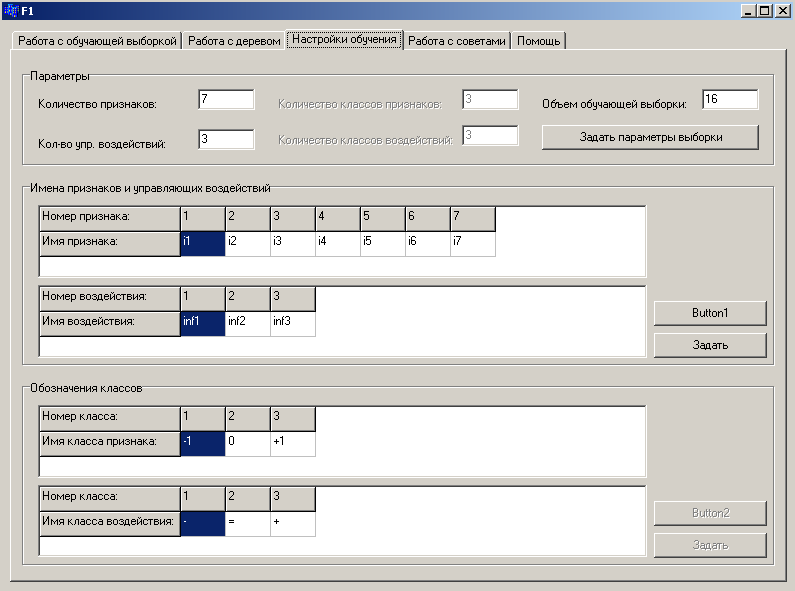 F1
Работа с обучающей выборкой Работа с деревом Настройки обучения Работа с советами Помощь
Параметры
Количество признаков: 7 Количество классов признаков: 3 Объем обучающей выборки: 16
Кол-во упр. воздействий: 3 Количество классов воздействий: 3 Задать параметры выборки
Имена признаков и управляющих воздействий
Номер признака: 1 2 3 4 5 6 7
Имя признака: i1 i2 i3 i4 i5 i6 i7
Номер воздействия: 1 2 3
Имя воздействия: inf1 inf2 inf3
Button1
Задать
Обозначения классов
Номер класса: 1 2 3
Имя класса признака: -1 0 +1
Номер класса: 1 2 3
Имя класса воздействия: - = +
Button2
Задать